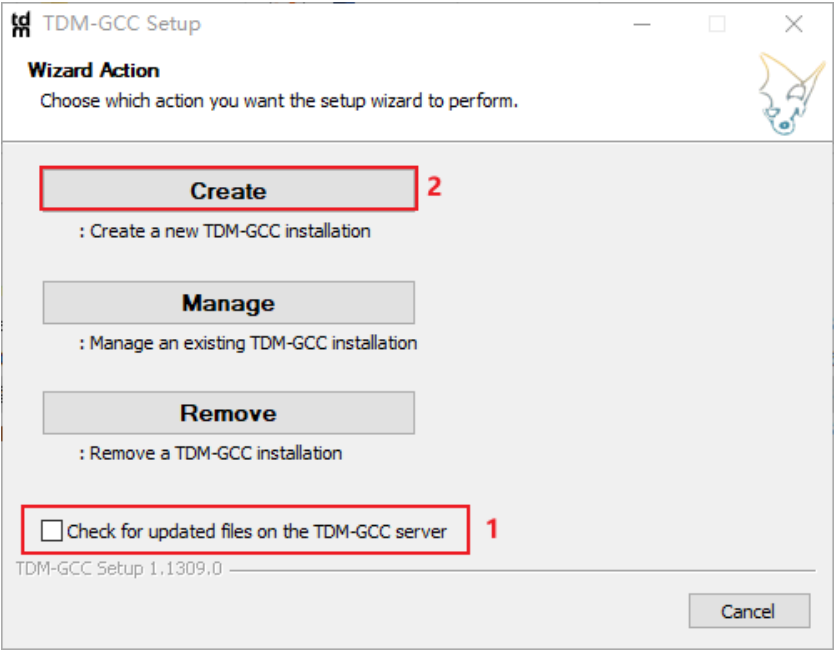 tdm TDM-GCC Setup
Wizard Action
Choose which action you want the setup wizard to perform.
Create 2
: Create a new TDM-GCC installation
Manage
: Manage an existing TDM-GCC installation
Remove
: Remove a TDM-GCC installation
Check for updated files on the TDM-GCC server 1
TDM-GCC Setup 1.1309.0
Cancel